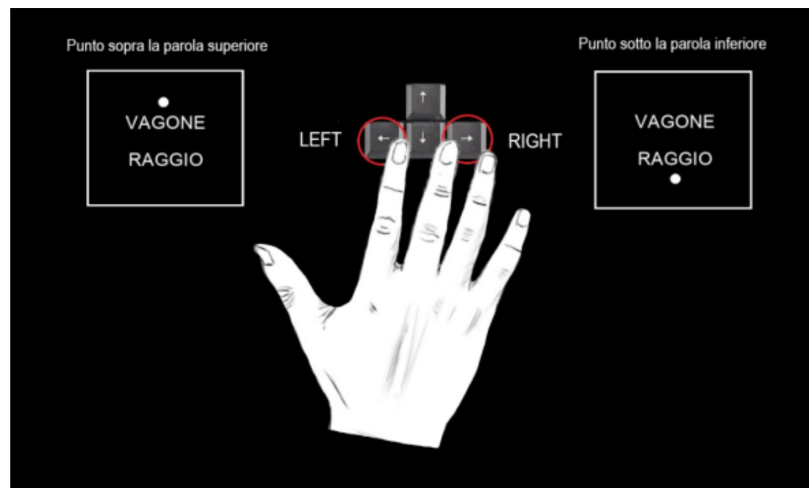 Punto sopra la parola superiore
VAGONE
RAGGIO
LEFT
↑
← ↓ →
RIGHT
Punto sotto la parola inferiore
VAGONE
RAGGIO